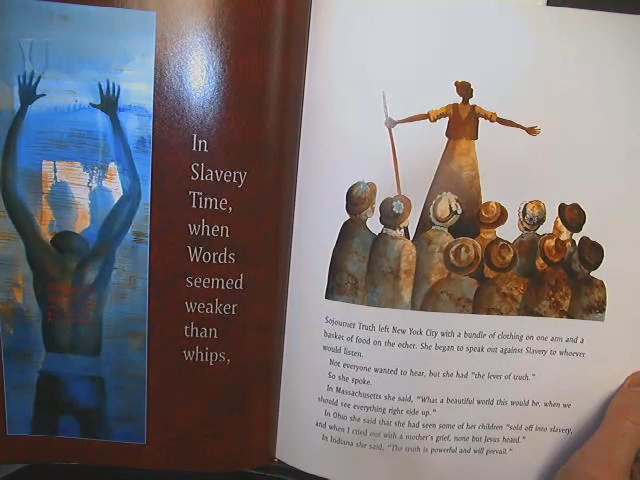 In
Slavery
Time,
when
Words
seemed
weaker
than
whips,
Sojourner Truth left New York City with a bundle of clothing on one arm and a
basket of food on the other. She began to speak out against Slavery to whoever
would listen.
Not everyone wanted to hear, but she had "the lever of truth."
So she spoke.
In Massachusetts she said, "What a beautiful world this would be, when we
should see everything right side up."
In Ohio she said that she had seen some of her children "sold off into slavery,
and when I cried out with a mother's grief, none but Jesus heard."
In Indiana she said, "The truth is powerful and will prevail."